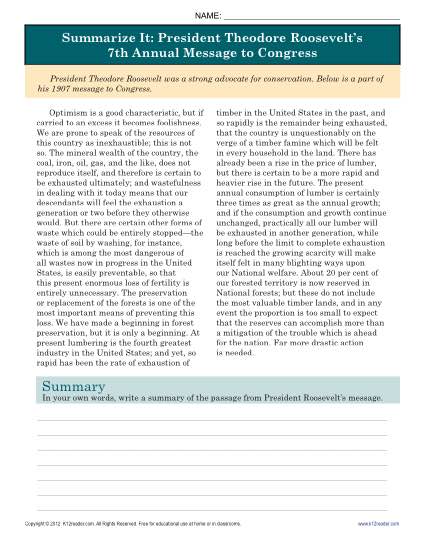 NAME:
Summarize It: President Theodore Roosevelt's
7th Annual Message to Congress
President Theodore Roosevelt was a strong advocate for conservation. Below is a part of
his 1907 message to Congress.
Optimism is a good characteristic, but if
carried to an excess it becomes foolishness.
We are prone to speak of the resources of
this country as inexhaustible; this is not
so. The mineral wealth of the country, the
coal, iron, oil, gas, and the like, does not
reproduce itself, and therefore is certain to
be exhausted ultimately; and wastefulness
in dealing with it today means that our
descendants will feel the exhaustion a
generation or two before they otherwise
would. But there are certain other forms of
waste which could be entirely stopped—the
waste of soil by washing, for instance,
which is among the most dangerous of
all wastes now in progress in the United
States, is easily preventable, so that
this present enormous loss of fertility is
entirely unnecessary. The preservation
or replacement of the forests is one of the
most important means of preventing this
loss. We have made a beginning in forest
preservation, but it is only a beginning. At
present lumbering is the fourth greatest
industry in the United States; and yet, so
rapid has been the rate of exhaustion of
timber in the United States in the past, and
so rapidly is the remainder being exhausted,
that the country is unquestionably on the
verge of a timber famine which will be felt
in every household in the land. There has
already been a rise in the price of lumber,
but there is certain to be a more rapid and
heavier rise in the future. The present
annual consumption of lumber is certainly
three times as great as the annual growth;
and if the consumption and growth continue
unchanged, practically all our lumber will
be exhausted in another generation, while
long before the limit to complete exhaustion
is reached the growing scarcity will make
itself felt in many blighting ways upon
our National welfare. About 20 per cent of
our forested territory is now reserved in
National forests; but these do not include
the most valuable timber lands, and in any
event the proportion is too small to expect
that the reserves can accomplish more than
a mitigation of the trouble which is ahead
for the nation. Far more drastic action
is needed.
Summary
In your own words, write a summary of the passage from President Roosevelt's message.
Copyright © 2012 K12reader.com. All Rights Reserved. Free for educational use at home or in classrooms.
www.k12reader.com